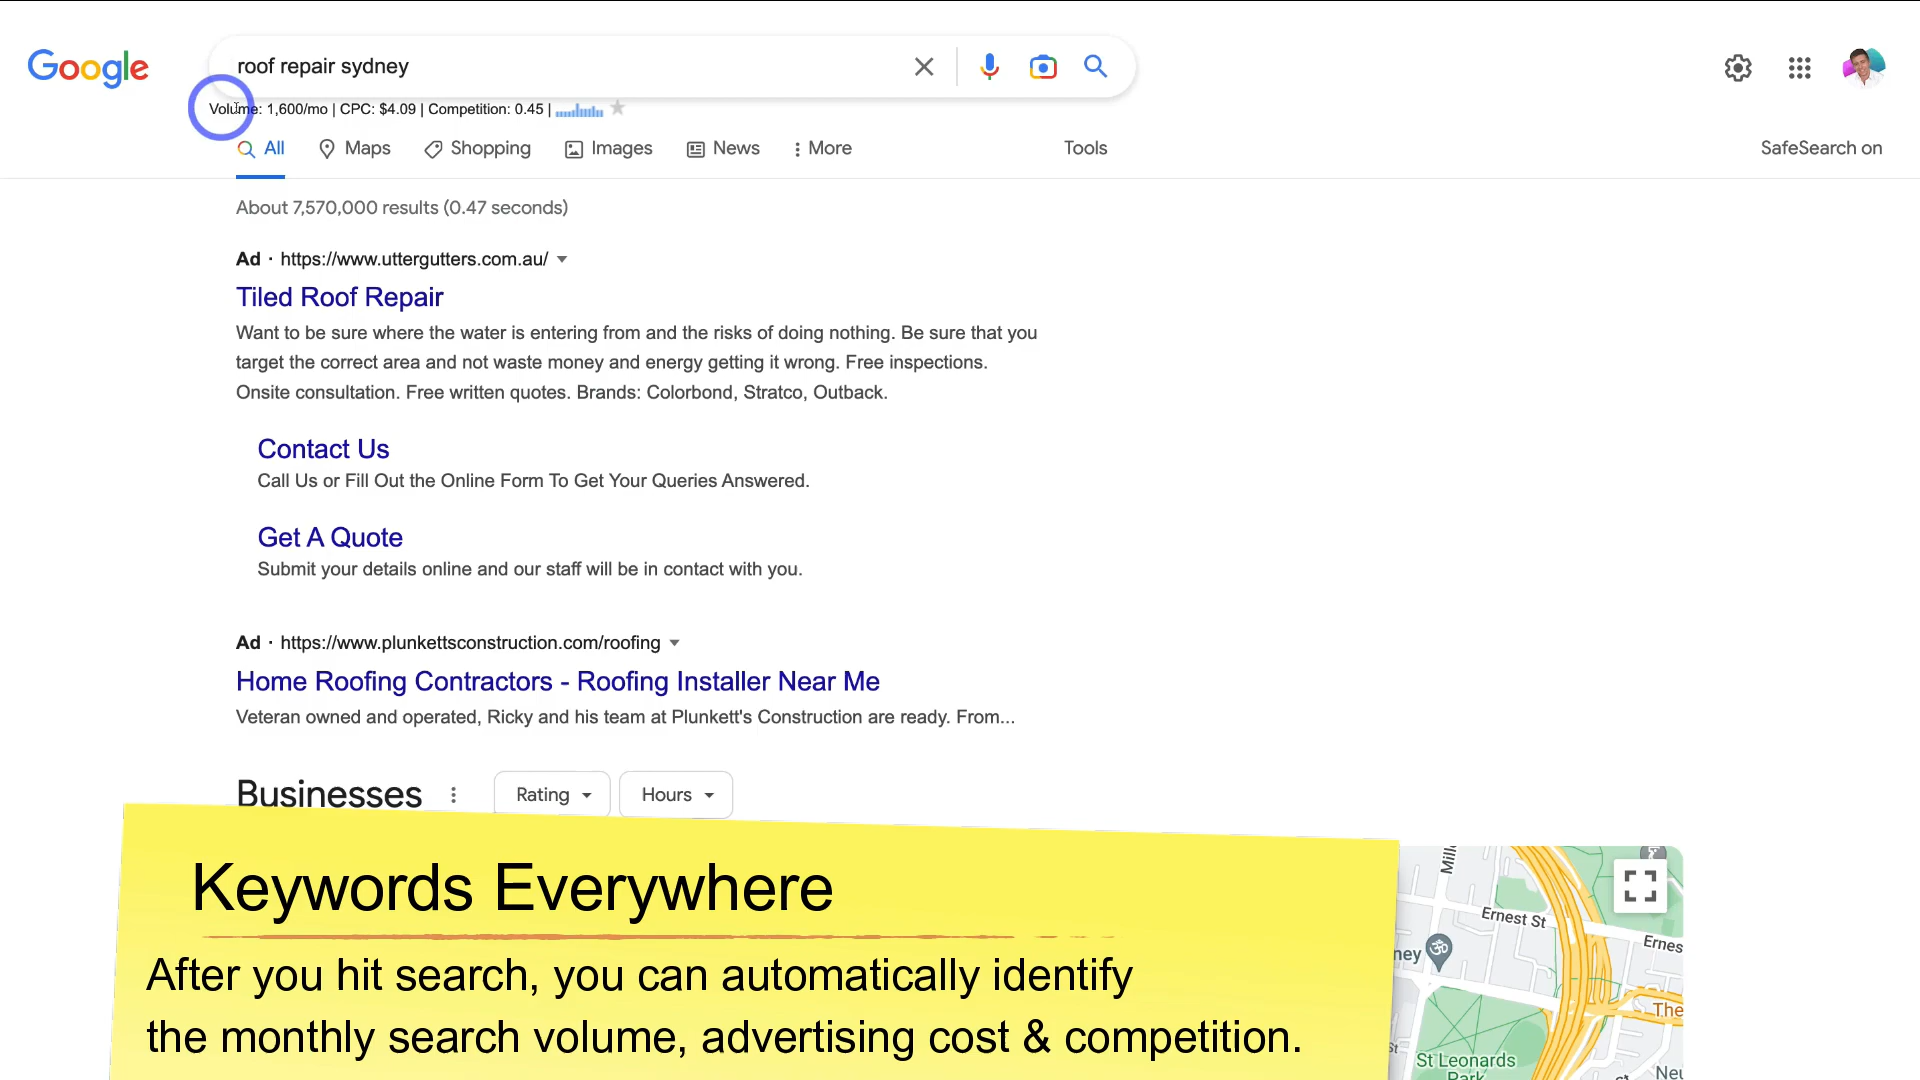 Google
roof repair sydney
Volume: 1,600/mo | CPC: $4.09 | Competition: 0.45 |
All Maps Shopping Images News More Tools SafeSearch on
About 7,570,000 results (0.47 seconds)
Ad · https://www.uttergutters.com.au/
Tiled Roof Repair
Want to be sure where the water is entering from and the risks of doing nothing. Be sure that you
target the correct area and not waste money and energy getting it wrong. Free inspections.
Onsite consultation. Free written quotes. Brands: Colorbond, Stratco, Outback.
Contact Us
Call Us or Fill Out the Online Form To Get Your Queries Answered.
Get A Quote
Submit your details online and our staff will be in contact with you.
Ad · https://www.plunkettsconstruction.com/roofing
Home Roofing Contractors - Roofing Installer Near Me
Veteran owned and operated, Ricky and his team at Plunkett's Construction are ready. From...
Businesses Rating Hours
Keywords Everywhere
After you hit search, you can automatically identify
the monthly search volume, advertising cost & competition.
Mill
Ernest St
Ernes
ney
The
St Leonards
Park